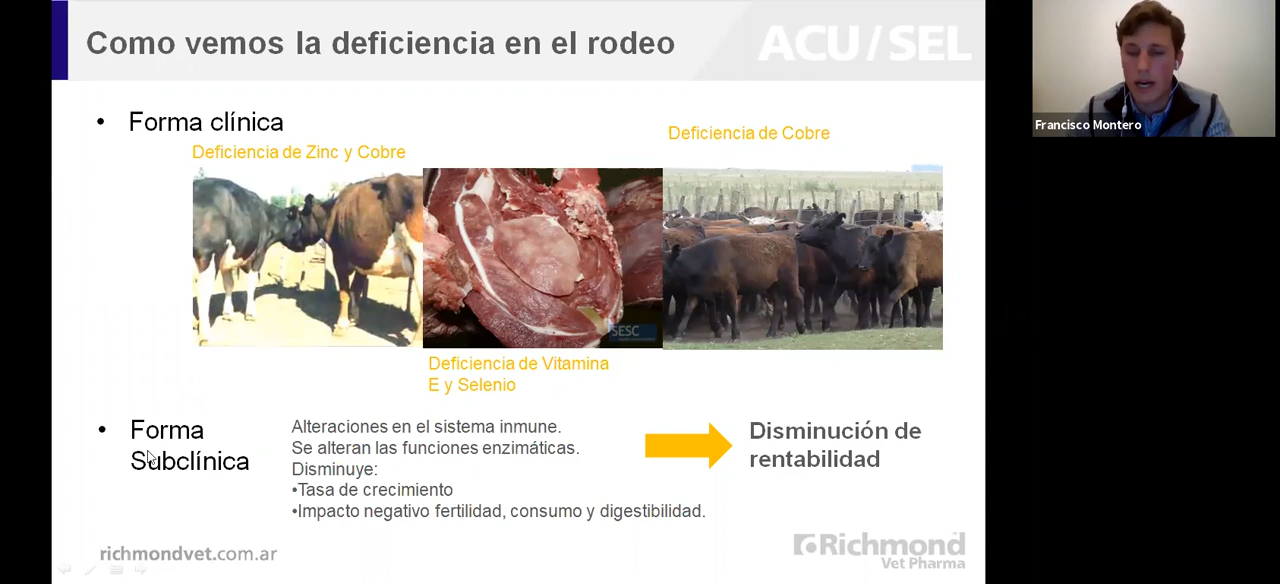 Como vemos la deficiencia en el rodeo
ACU/SEL
Francisco Montero
• Forma clínica
Deficiencia de Zinc y Cobre
Deficiencia de Cobre
SESC
Deficiencia de Vitamina
E y Selenio
• Forma
Subclínica
Alteraciones en el sistema inmune.
Se alteran las funciones enzimáticas.
Disminuye:
•Tasa de crecimiento
•Impacto negativo fertilidad, consumo y digestibilidad.
Disminución de
rentabilidad
richmondvet.com.ar
Richmond
Vet Pharma